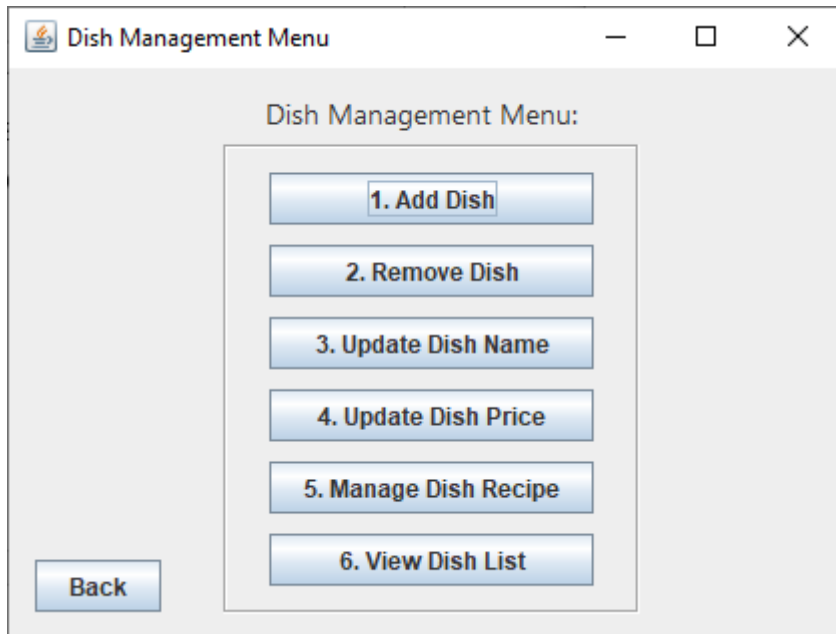 Dish Management Menu
Dish Management Menu:
1. Add Dish
2. Remove Dish
3. Update Dish Name
4. Update Dish Price
5. Manage Dish Recipe
6. View Dish List
Back